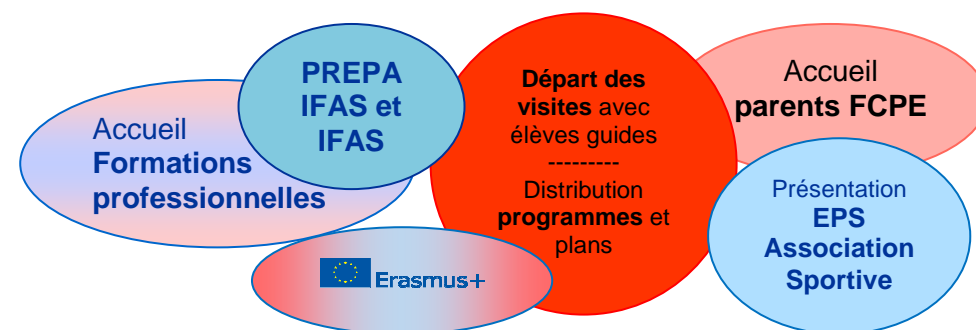 Accueil
Formations
professionnelles
PREPA
IFAS et
IFAS
Erasmus+
Départ des
visites avec
élèves guides
---------
Distribution
programmes et
plans
Accueil
parents FCPE
Présentation
EPS
Association
Sportive